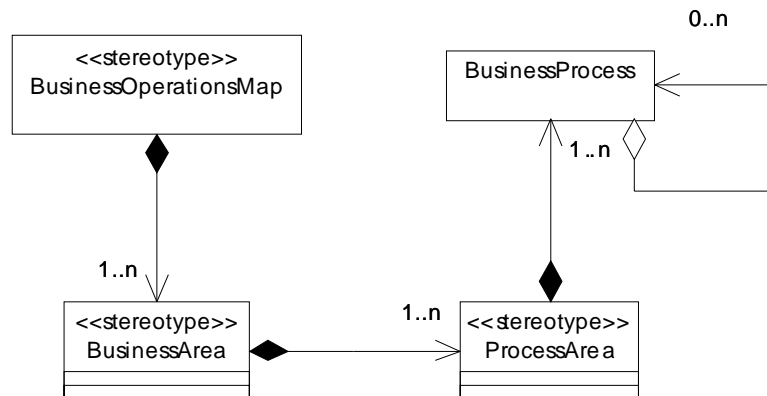 0..n
<<stereotype>>
BusinessOperationsMap
BusinessProcess
1..n
1..n
1..n
<<stereotype>>
BusinessArea
<<stereotype>>
ProcessArea